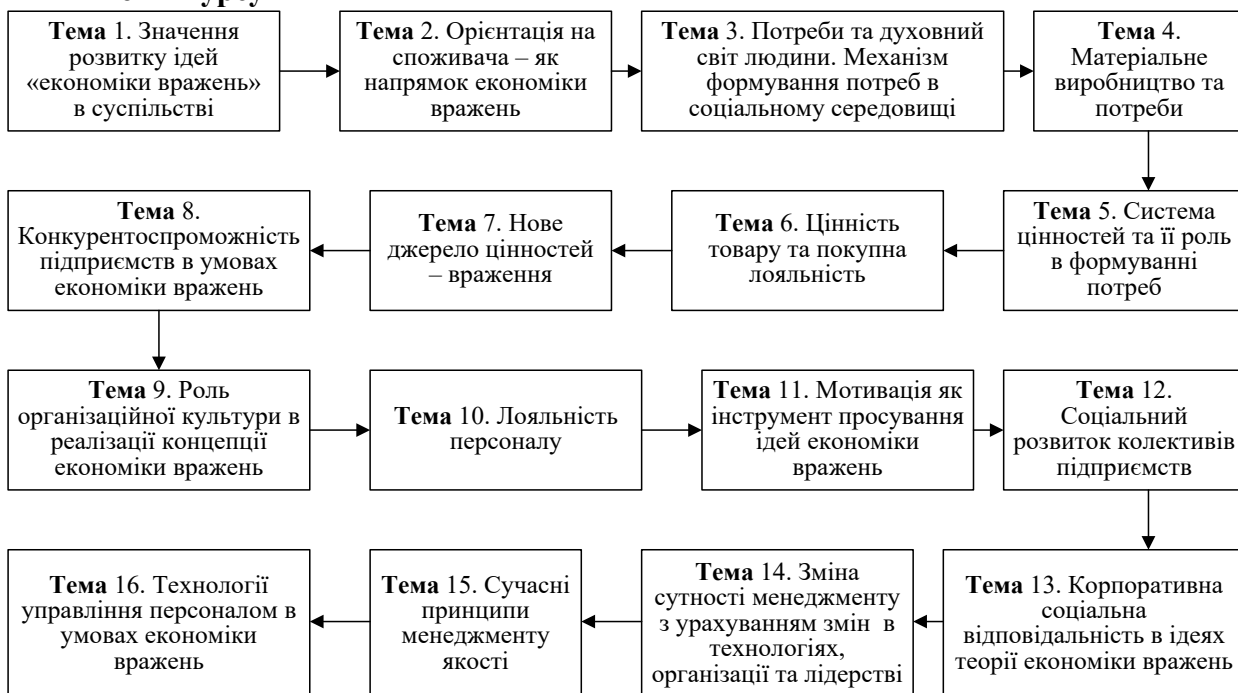 Тема 1. Значення
розвитку ідей
«економіки вражень»
в суспільстві
Тема 2. Орієнтація на
споживача – як
напрямок економіки
вражень
Тема 3. Потреби та духовний
світ людини. Механізм
формування потреб в
соціальному середовищі
Тема 4.
Матеріальне
виробництво та
потреби
Тема 5. Система
цінностей та її роль
в формуванні
потреб
Тема 6. Цінність
товару та покупна
лояльність
Тема 7. Нове
джерело цінностей
– враження
Тема 8.
Конкурентоспроможність
підприємств в умовах
економіки вражень
Тема 9. Роль
організаційної культури в
реалізації концепції
економіки вражень
Тема 10. Лояльність
персоналу
Тема 11. Мотивація як
інструмент просування
ідей економіки
вражень
Тема 12.
Соціальний
розвиток колективів
підприємств
Тема 13. Корпоративна
соціальна
відповідальність в ідеях
теорії економіки вражень
Тема 14. Зміна
сутності менеджменту
з урахуванням змін в
технологіях,
організації та лідерстві
Тема 15. Сучасні
принципи
менеджменту
якості
Тема 16. Технології
управління персоналом в
умовах економіки
вражень